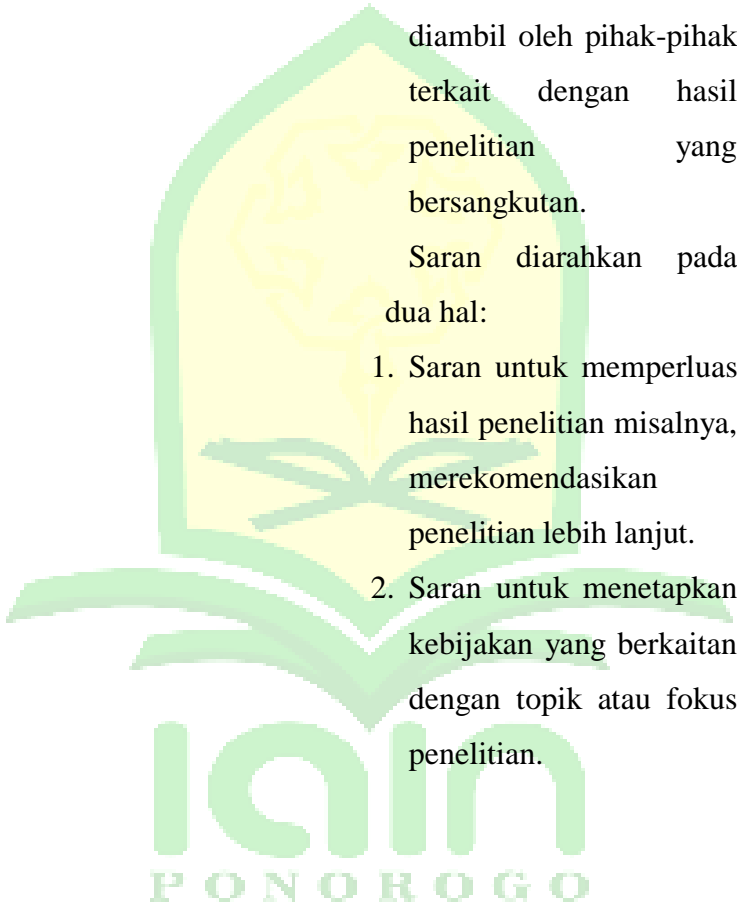 diambil oleh pihak-pihak
terkait dengan hasil
penelitian yang
bersangkutan.
Saran diarahkan pada
dua hal:
1. Saran untuk memperluas
hasil penelitian misalnya,
merekomendasikan
penelitian lebih lanjut.
2. Saran untuk menetapkan
kebijakan yang berkaitan
dengan topik atau fokus
penelitian.
iain
PONOROGO